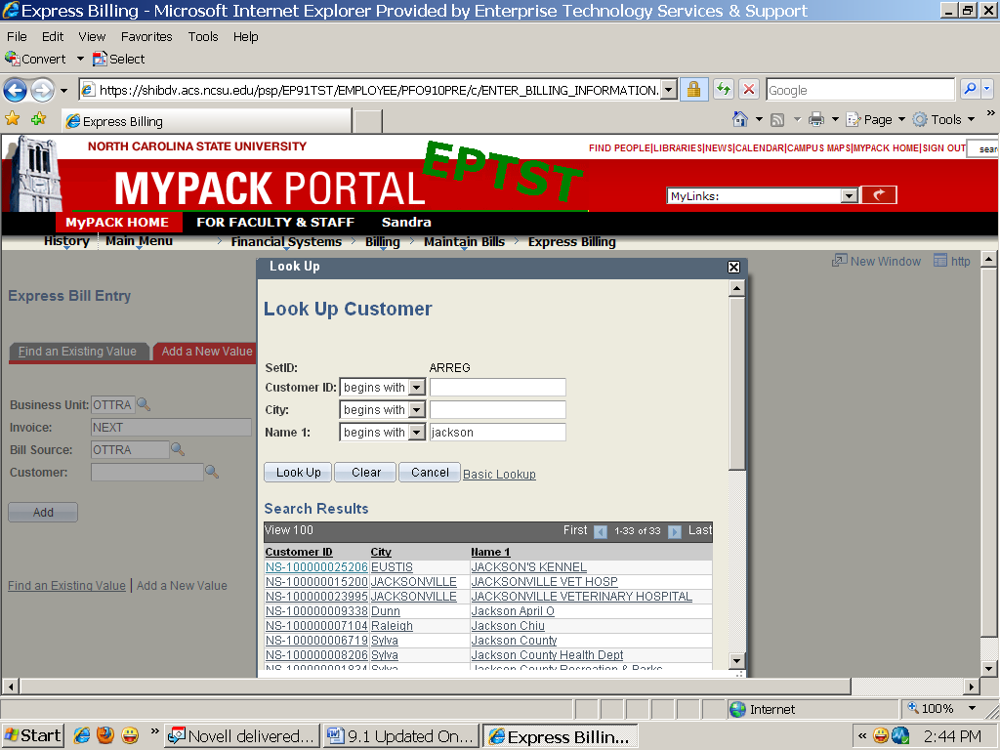 Express Billing - Microsoft Internet Explorer Provided by Enterprise Technology Services & Support
File Edit View Favorites Tools Help
Convert Select
https://shibdv.acs.ncsu.edu/psp/EP91TST/EMPLOYEE/PFO910PRE/c/ENTER_BILLING_INFORMATION. Google
Express Billing Page Tools »
NORTH CAROLINA STATE UNIVERSITY FIND PEOPLE|LIBRARIES|NEWS|CALENDAR|CAMPUS MAPS|MYPACK HOME|SIGN OUT sear
MYPACK PORTAL EPTST MyLinks:
MyPACK HOME FOR FACULTY & STAFF Sandra
History Main Menu > Financial Systems > Billing > Maintain Bills > Express Billing
Look Up
New Window http
Express Bill Entry
Look Up Customer
Find an Existing Value Add a New Value
SetID: ARREG
Customer ID: begins with
Business Unit: OTTRA
City: begins with
Invoice: NEXT
Name 1: begins with jackson
Bill Source: OTTRA
Customer:
Look Up Clear Cancel Basic Lookup
Add
Search Results
View 100 First 1-33 of 33 Last
Customer ID City Name 1
NS-100000025206 EUSTIS JACKSON'S KENNEL
NS-100000015200 JACKSONVILLE JACKSONVILLE VET HOSP
Find an Existing Value | Add a New Value
NS-100000023995 JACKSONVILLE JACKSONVILLE VETERINARY HOSPITAL
NS-100000009338 Dunn Jackson April O
NS-100000007104 Raleigh Jackson Chiu
NS-100000006719 Sylva Jackson County
NS-100000008206 Sylva Jackson County Health Dept
NS-100000001834 Sylva Jackson County Recreation & Parks
Internet 100%
Start » Novell delivered... 9.1 Updated On... Express Billin... « 2:44 PM